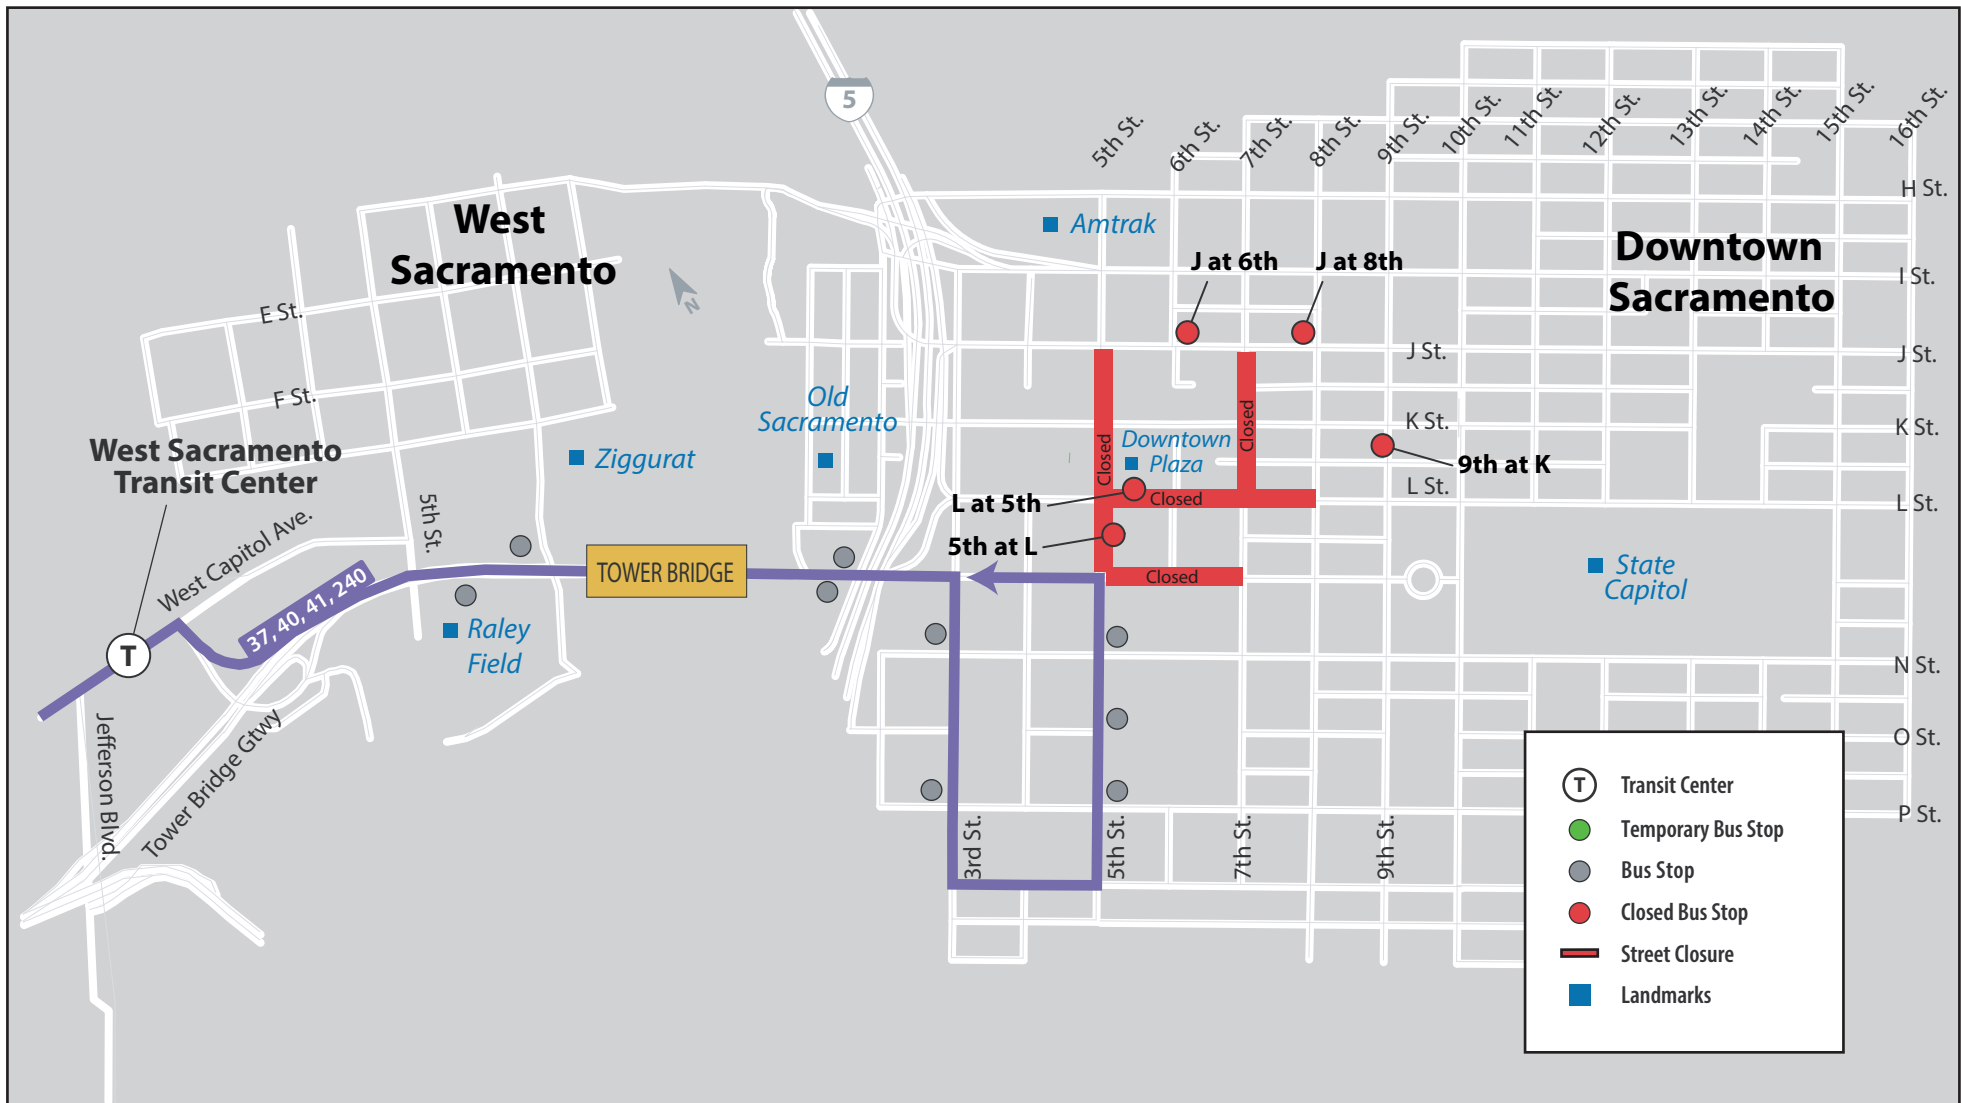 5
5th St.
6th St.
7th St.
8th St.
9th St.
10th St.
11th St.
12th St.
13th St.
14th St.
15th St.
16th St.
H St.
West
Sacramento
Amtrak
Downtown
Sacramento
J at 6th
J at 8th
I St.
N
E St.
J St.
J St.
F St.
Old
Sacramento
K St.
K St.
Closed
Closed
Downtown
Plaza
West Sacramento
Transit Center
Ziggurat
9th at K
L St.
L St.
L at 5th
Closed
5th St.
West Capitol Ave.
5th at L
TOWER BRIDGE
Closed
State
Capitol
37, 40, 41, 240
T
Raley
Field
N St.
Jefferson Blvd.
Tower Bridge Gtwy
O St.
P St.
3rd St.
5th St.
7th St.
9th St.
T Transit Center
Temporary Bus Stop
Bus Stop
Closed Bus Stop
Street Closure
Landmarks